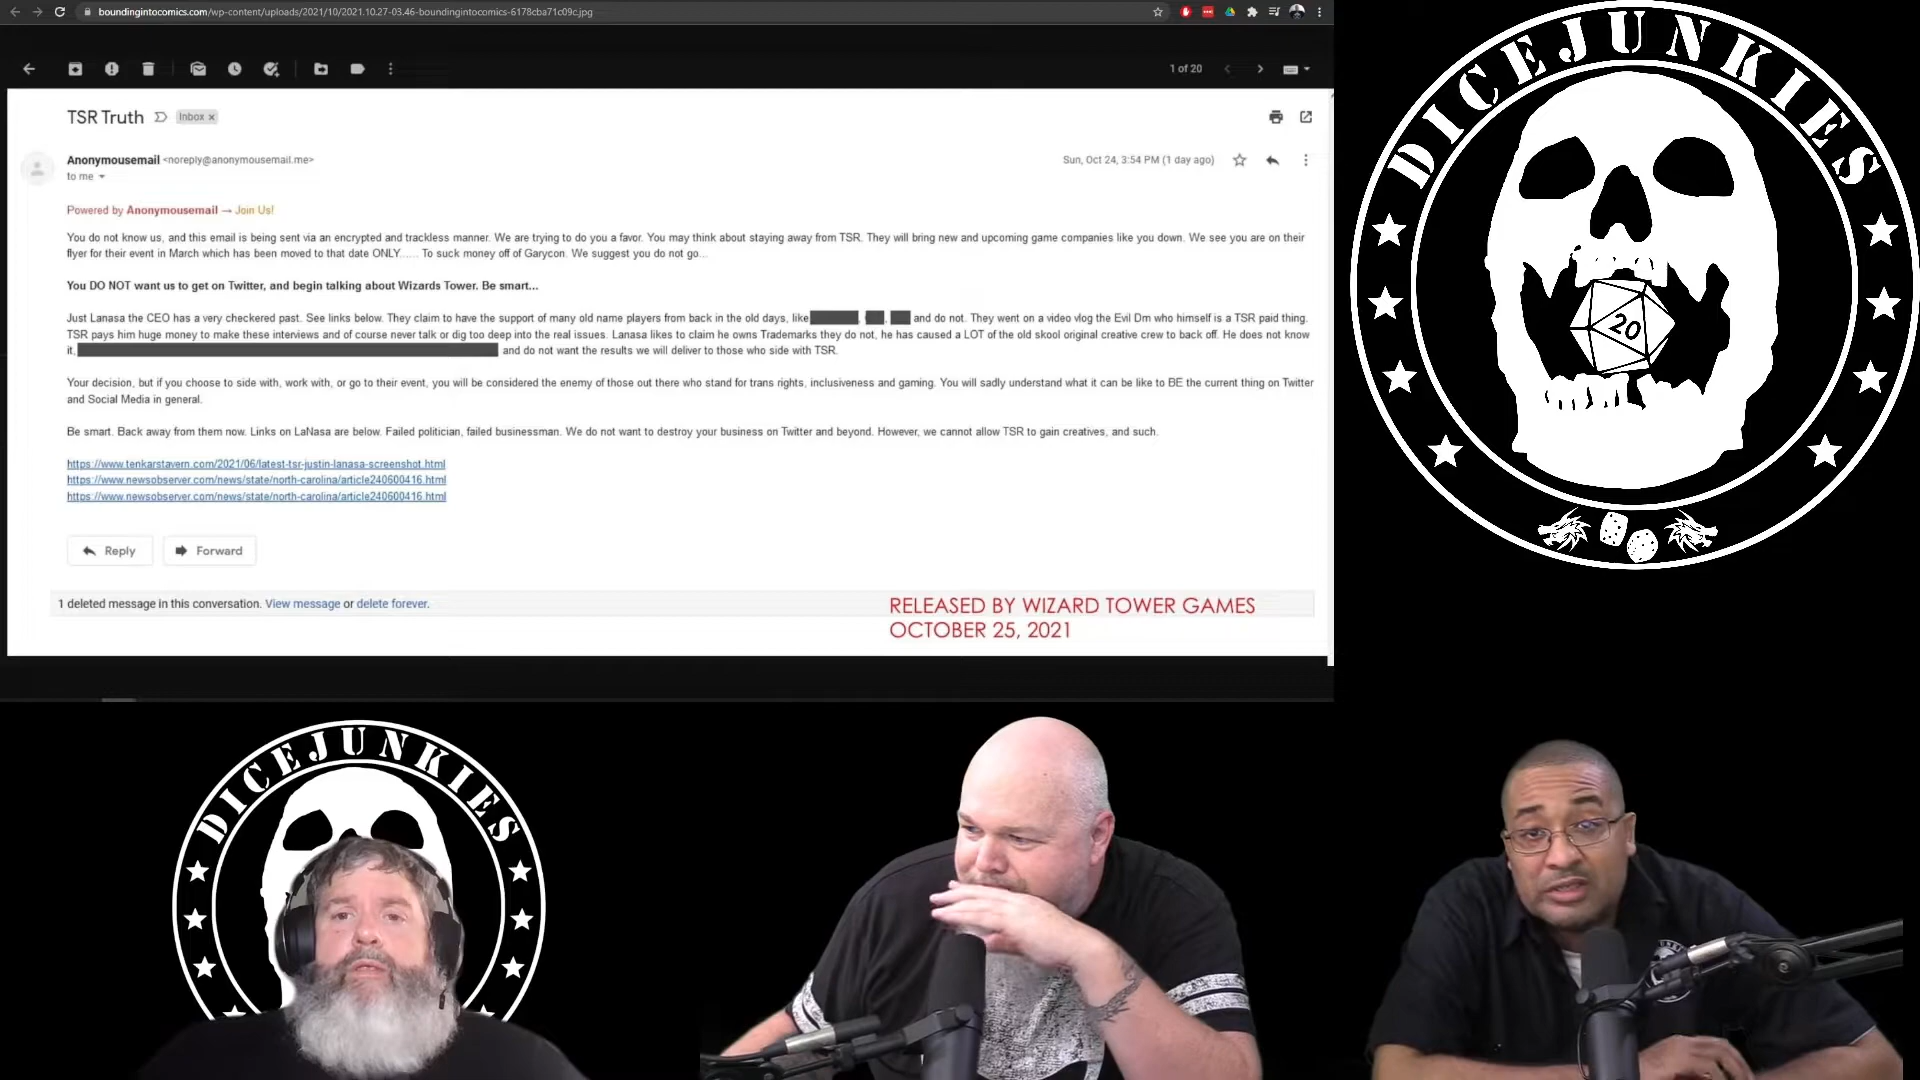 boundingintocomics.com/wp-content/uploads/2021/10/2021.10.27-03.46-boundingintocomics-6178cba71c09c.jpg
1 of 20
TSR Truth
Inbox x
Anonymousemail <noreply@anonymousemail.me>
Sun, Oct 24, 3:54 PM (1 day ago)
to me
Powered by Anonymousemail → Join Us!
You do not know us, and this email is being sent via an encrypted and trackless manner. We are trying to do you a favor. You may think about staying away from TSR. They will bring new and upcoming game companies like you down. We see you are on their
flyer for their event in March which has been moved to that date ONLY...... To suck money off of Garycon. We suggest you do not go...
You DO NOT want us to get on Twitter, and begin talking about Wizards Tower. Be smart...
Just Lanasa the CEO has a very checkered past. See links below. They claim to have the support of many old name players from back in the old days, like , , and do not. They went on a video vlog the Evil Dm who himself is a TSR paid thing.
TSR pays him huge money to make these interviews and of course never talk or dig too deep into the real issues. Lanasa likes to claim he owns Trademarks they do not, he has caused a LOT of the old skool original creative crew to back off. He does not know
it, and do not want the results we will deliver to those who side with TSR.
Your decision, but if you choose to side with, work with, or go to their event, you will be considered the enemy of those out there who stand for trans rights, inclusiveness and gaming. You will sadly understand what it can be like to BE the current thing on Twitter
and Social Media in general.
Be smart. Back away from them now. Links on LaNasa are below. Failed politician, failed businessman. We do not want to destroy your business on Twitter and beyond. However, we cannot allow TSR to gain creatives, and such.
https://www.tenkarstavern.com/2021/06/latest-tsr-justin-lanasa-screenshot.html
https://www.newsobserver.com/news/state/north-carolina/article240600416.html
https://www.newsobserver.com/news/state/north-carolina/article240600416.html
Reply
Forward
1 deleted message in this conversation. View message or delete forever.
RELEASED BY WIZARD TOWER GAMES
OCTOBER 25, 2021
DICEJUNKIES
20
DICEJUNKIES